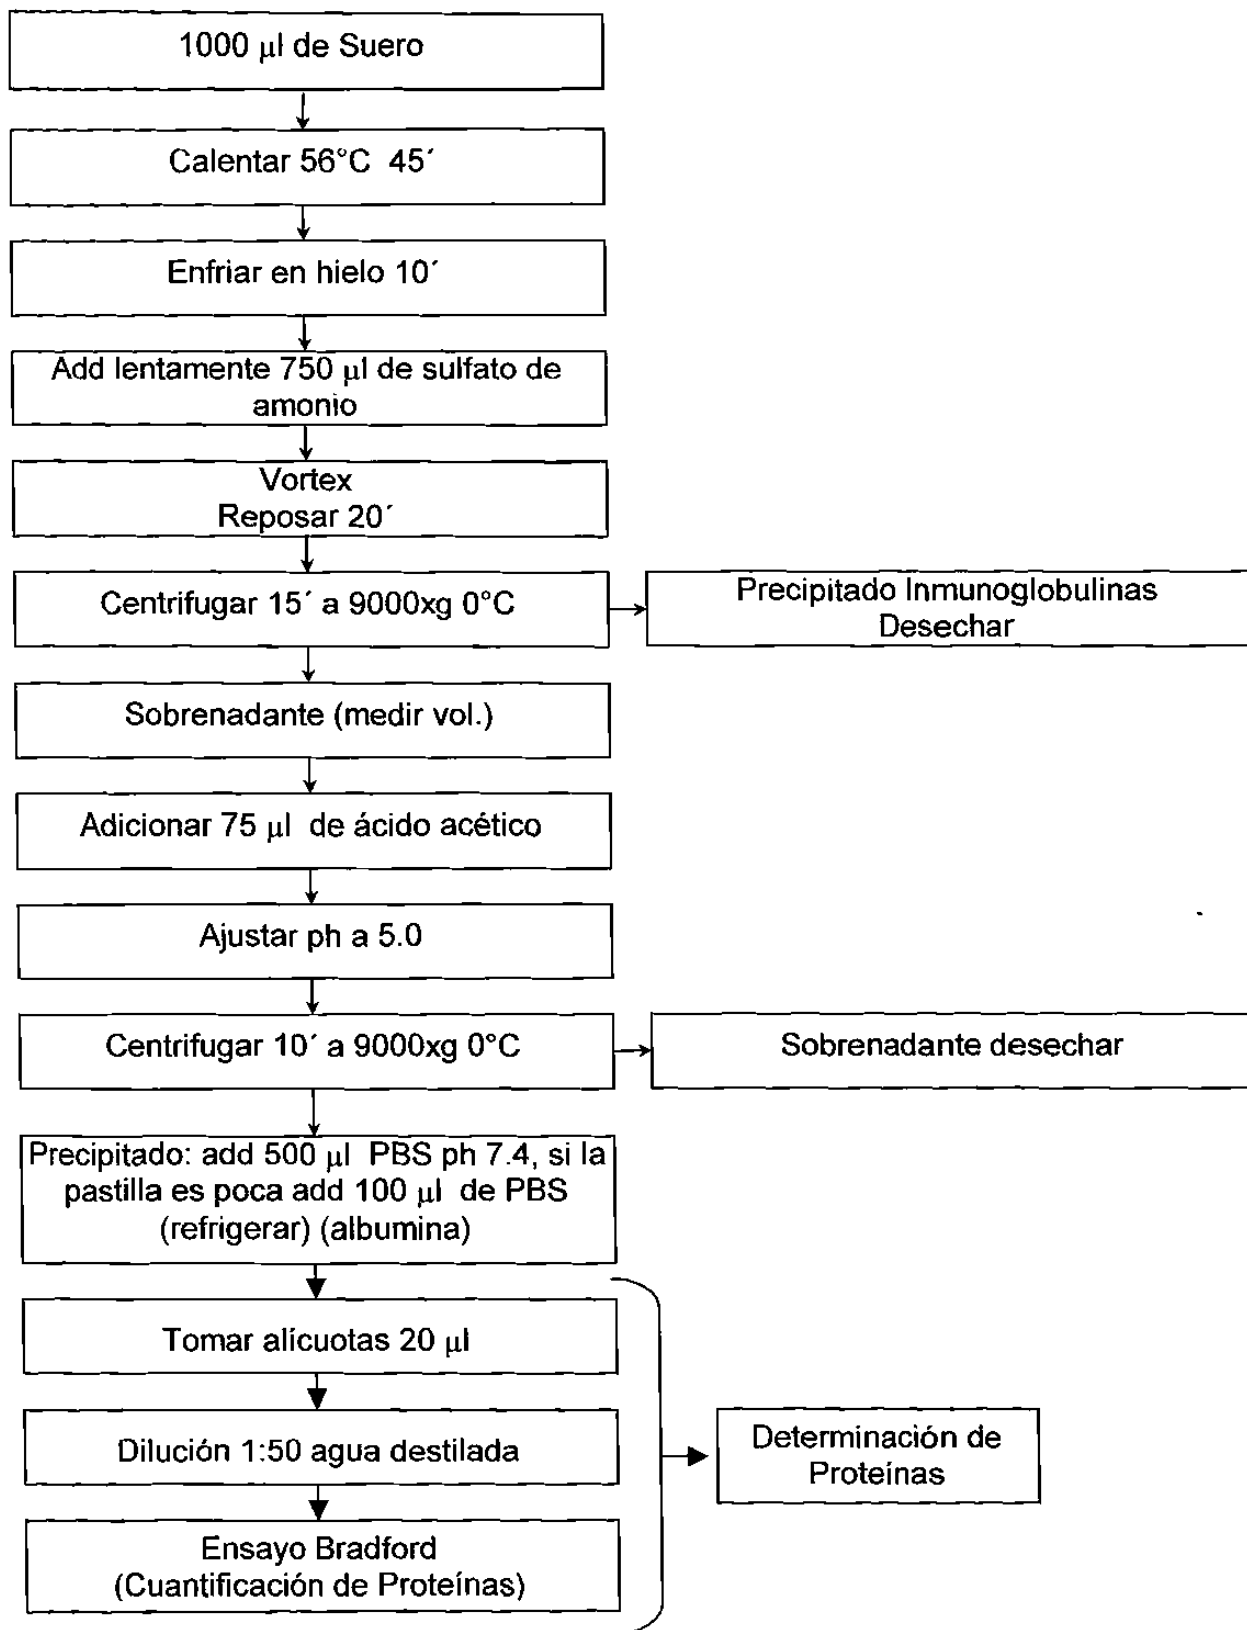 1000 µl de Suero
Calentar 56°C 45´
Enfriar en hielo 10´
Add lentamente 750 µl de sulfato de
amonio
Vortex
Reposar 20´
Centrifugar 15´ a 9000xg 0°C
Precipitado Inmunoglobulinas
Desechar
Sobrenadante (medir vol.)
Adicionar 75 µl de ácido acético
Ajustar ph a 5.0
Centrifugar 10´ a 9000xg 0°C
Sobrenadante desechar
Precipitado: add 500 µl PBS ph 7.4, si la
pastilla es poca add 100 µl de PBS
(refrigerar) (albumina)
Tomar alícuotas 20 µl
Dilución 1:50 agua destilada
Determinación de
Proteínas
Ensayo Bradford
(Cuantificación de Proteínas)